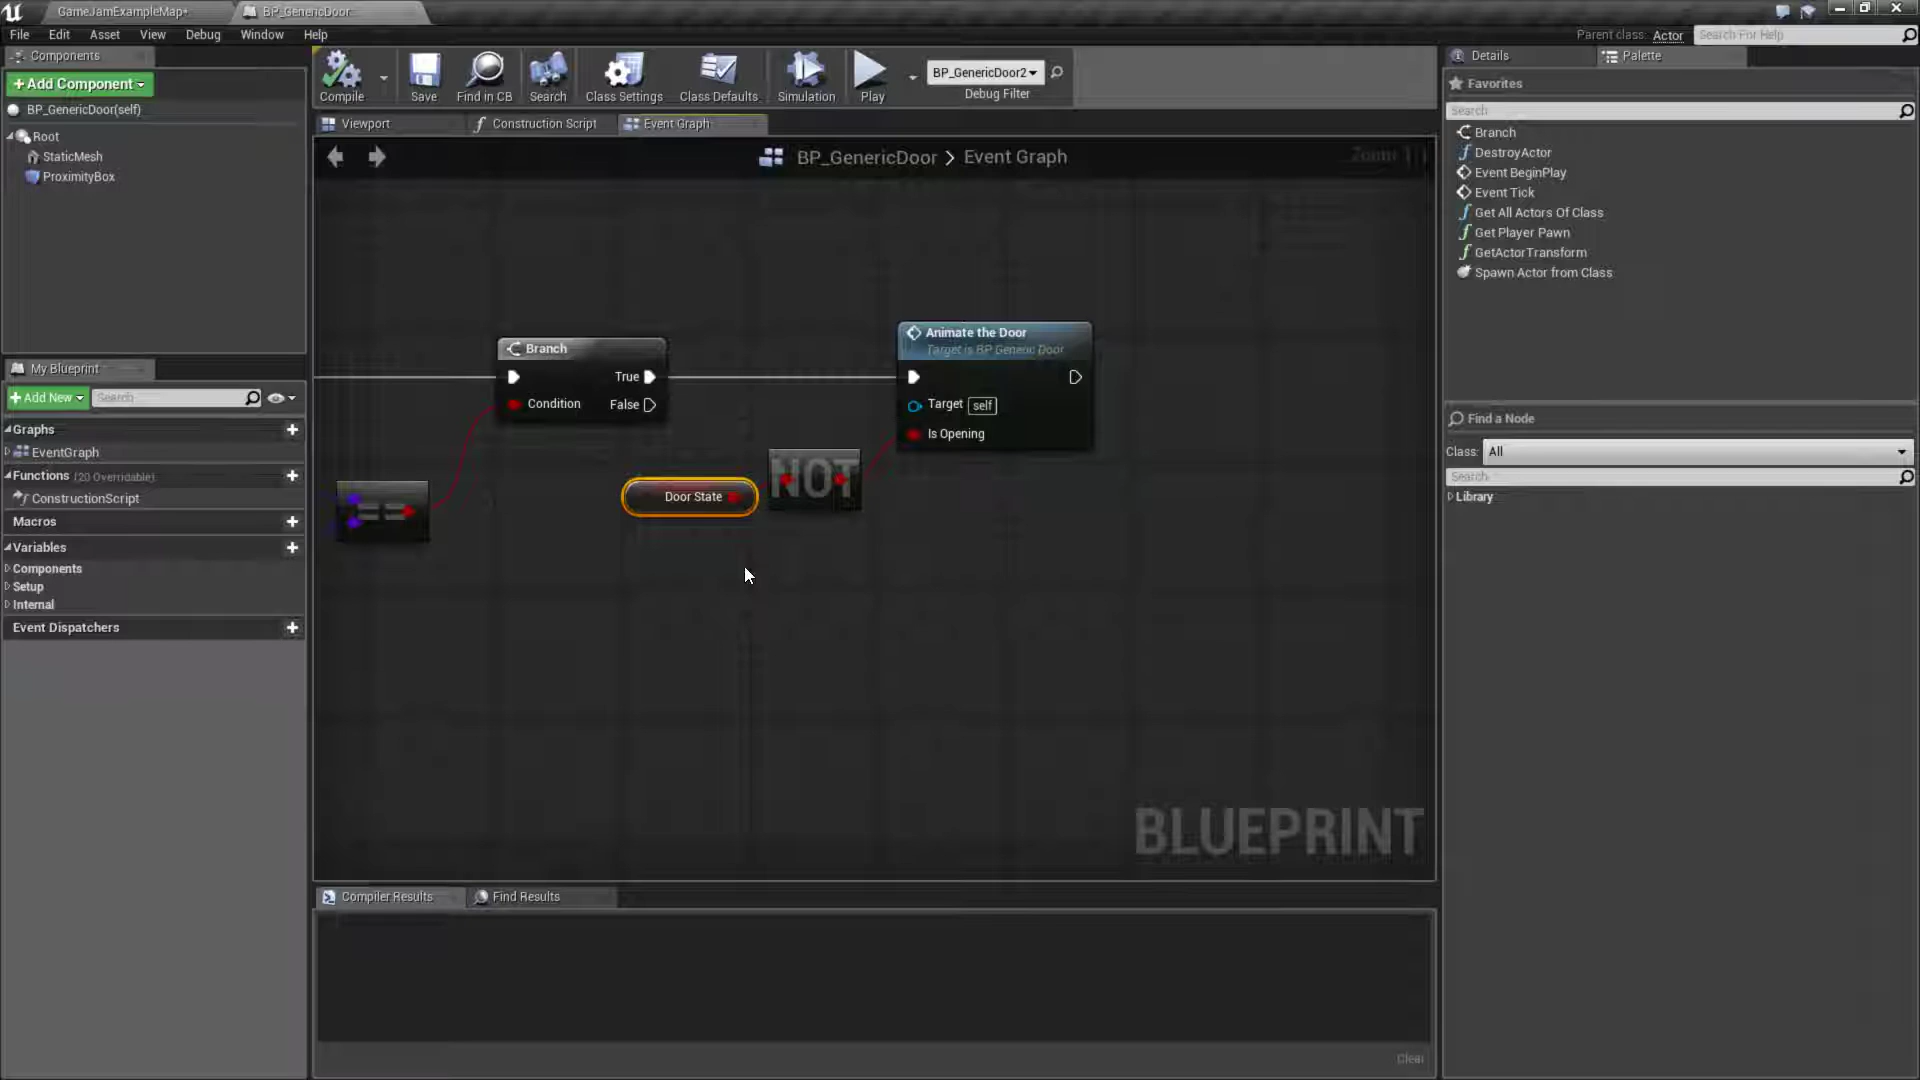 GameJamExampleMap*
BP_GenericDoor
File Edit Asset View Debug Window Help
Parent class: Actor
Search For Help
Components
+Add Component
BP_GenericDoor(self)
Root
StaticMesh
ProximityBox
Compile
Save
Find in CB
Search
Class Settings
Class Defaults
Simulation
Play
BP_GenericDoor2
Debug Filter
Viewport
Construction Script
Event Graph
BP_GenericDoor > Event Graph
Zoom 1:1
Branch
True
Condition
False
Animate the Door
Target is BP Generic Door
Target self
Is Opening
Door State
NOT
==
BLUEPRINT
My Blueprint
+Add New
Search
Graphs
EventGraph
Functions (20 Overridable)
ConstructionScript
Macros
Variables
Components
Setup
Internal
Event Dispatchers
Compiler Results
Find Results
Clear
Details
Palette
Favorites
Search
Branch
DestroyActor
Event BeginPlay
Event Tick
Get All Actors Of Class
Get Player Pawn
GetActorTransform
Spawn Actor from Class
Find a Node
Class: All
Search
Library